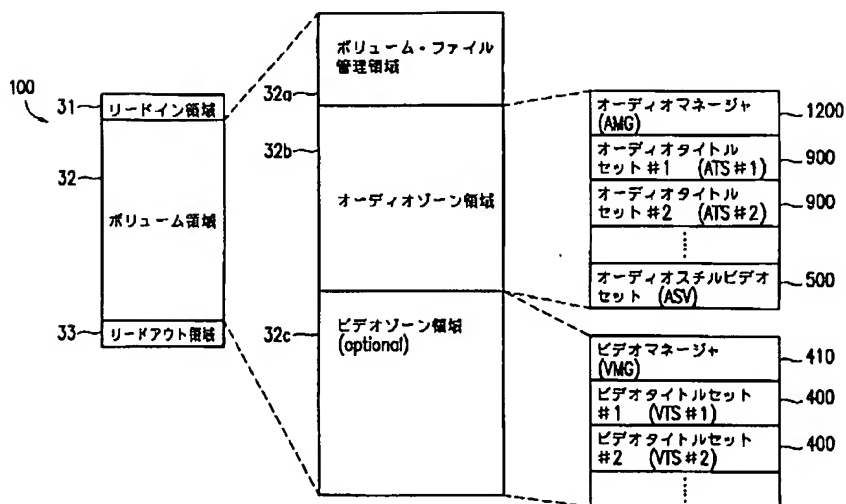 100
31
リードイン領域
32
ボリューム領域
33
リードアウト領域
32a
ボリューム・ファイル
管理領域
32b
オーディオゾーン領域
32c
ビデオゾーン領域
(optional)
オーディオマネージャ
(AMG)
1200
オーディオタイトル
セット#1 (ATS#1)
900
オーディオタイトル
セット#2 (ATS#2)
900
オーディオスチルビデオ
セット (ASV)
500
ビデオマネージャ
(VMG)
410
ビデオタイトルセット
#1 (VTS#1)
400
ビデオタイトルセット
#2 (VTS#2)
400